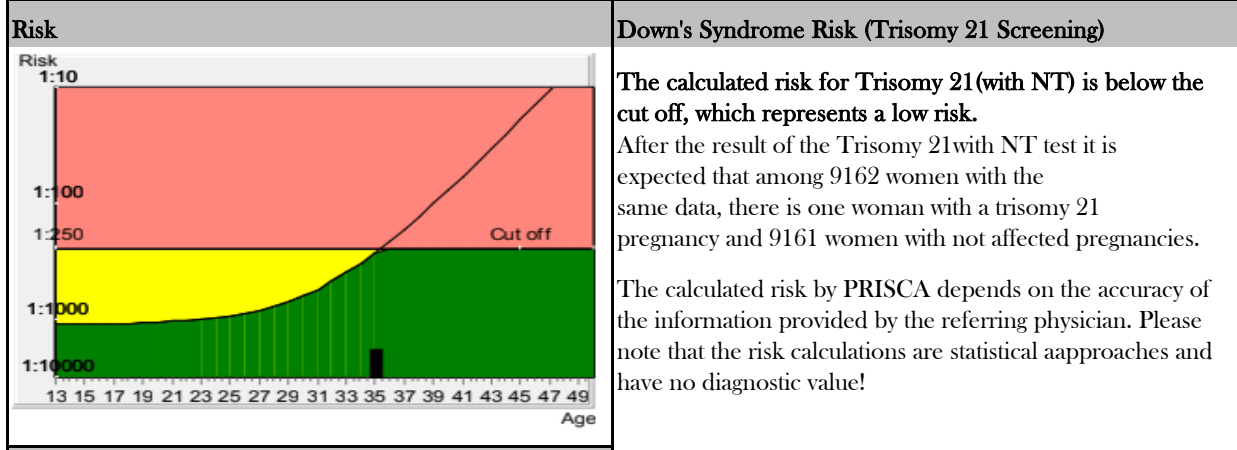 Risk
Down's Syndrome Risk (Trisomy 21 Screening)
Risk
1:10
1:100
1:250
Cut off
1:1000
1:10000
13 15 17 19 21 23 25 27 29 31 33 35 37 39 41 43 45 47 49
Age
The calculated risk for Trisomy 21(with NT) is below the
cut off, which represents a low risk.
After the result of the Trisomy 21with NT test it is
expected that among 9162 women with the
same data, there is one woman with a trisomy 21
pregnancy and 9161 women with not affected pregnancies.
The calculated risk by PRISCA depends on the accuracy of
the information provided by the referring physician. Please
note that the risk calculations are statistical aapproaches and
have no diagnostic value!